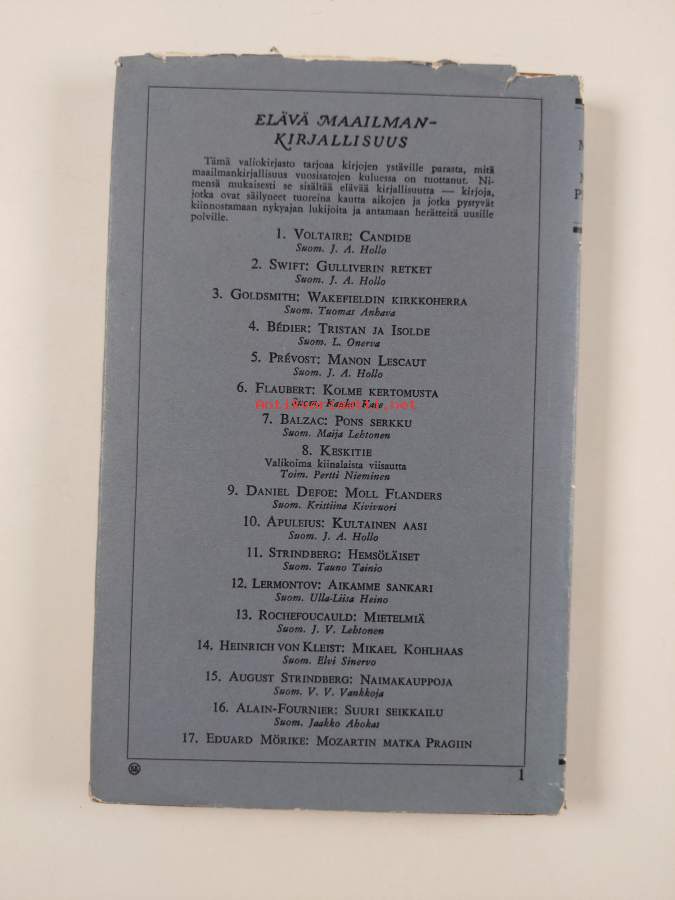 ELÄVÄ MAAILMAN-
KIRJALLISUUS
Tämä valiokirjasto tarjoaa kirjojen ystäville parasta, mitä
maailmankirjallisuus vuosisatojen kuluessa on tuottanut. Ni-
mensä mukaisesti se sisältää elävää kirjallisuutta — kirjoja,
jotka ovat säilyneet tuoreina kautta aikojen ja jotka pystyvät
kiinnostamaan nykyajan lukijoita ja antamaan herätteitä uusille
polville.
1. VOLTAIRE: CANDIDE
Suom. J. A. Hollo
2. SWIFT: GULLIVERIN RETKET
Suom. J. A. Hollo
3. GOLDSMITH: WAKEFIELDIN KIRKKOHERRA
Suom. Tuomas Anhava
4. BÉDIER: TRISTAN JA ISOLDE
Suom. L. Onerva
5. PRÉVOST: MANON LESCAUT
Suom. J. A. Hollo
6. FLAUBERT: KOLME KERTOMUSTA
Suom. Kaiho
antikvariaatti.net
7. BALZAC: PONS SERKKU
Suom. Maija Lehtonen
8. KESKITIE
Valikoima kiinalaista viisautta
Toim. Pertti Nieminen
9. DANIEL DEFOE: MOLL FLANDERS
Suom. Kristiina Kivivuori
10. APULEIUS: KULTAINEN AASI
Suom. J. A. Hollo
11. STRINDBERG: HEMSÖLÄISET
Suom. Tauno Tainio
12. LERMONTOV: AIKAMME SANKARI
Suom. Ulla-Liisa Heino
13. ROCHEFOUCAULD: MIETELMIÄ
Suom. J. V. Lehtonen
14. HEINRICH VON KLEIST: MIKAEL KOHLHAAS
Suom. Elvi Sinervo
15. AUGUST STRINDBERG: NAIMAKAUPPOJA
Suom. V. V. Vankkoja
16. ALAIN-FOURNIER: SUURI SEIKKAILU
Suom. Jaakko Ahokas
17. EDUARD MÖRIKE: MOZARTIN MATKA PRAGIIN
1